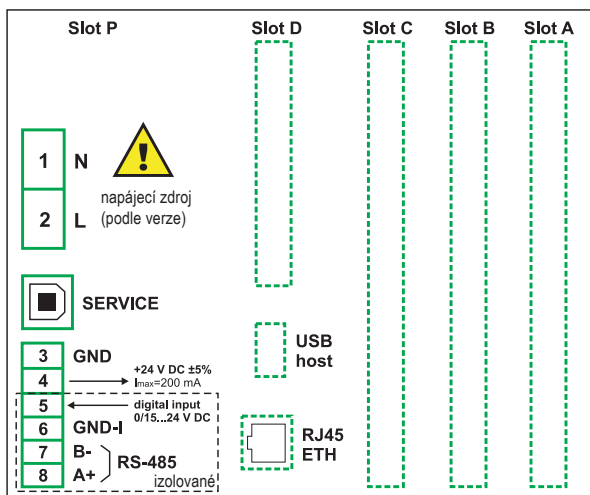 Slot P Slot D Slot C Slot B Slot A
1 N
napájecí zdroj
(podle verze)
2 L
SERVICE
USB
host
3 GND
4 +24 V DC ±5%
Imax=200 mA
5 digital input
0/15...24 V DC
6 GND-I
7 B-
8 A+
RS-485
izolované
RJ45
ETH